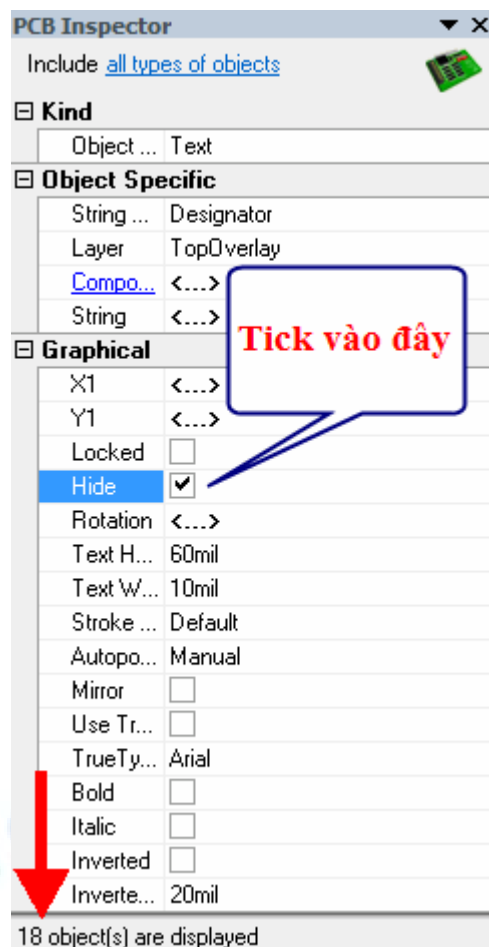 PCB Inspector
Include all types of objects
Kind
Object ... Text
Object Specific
String ... Designator
Layer TopOverlay
Compo... <...>
String <...>
Tick vào đây
Graphical
X1 <...>
Y1 <...>
Locked
Hide
Rotation <...>
Text H... 60mil
Text W... 10mil
Stroke ... Default
Autopo... Manual
Mirror
Use Tr...
TrueTy... Arial
Bold
Italic
Inverted
Inverte... 20mil
18 object(s) are displayed